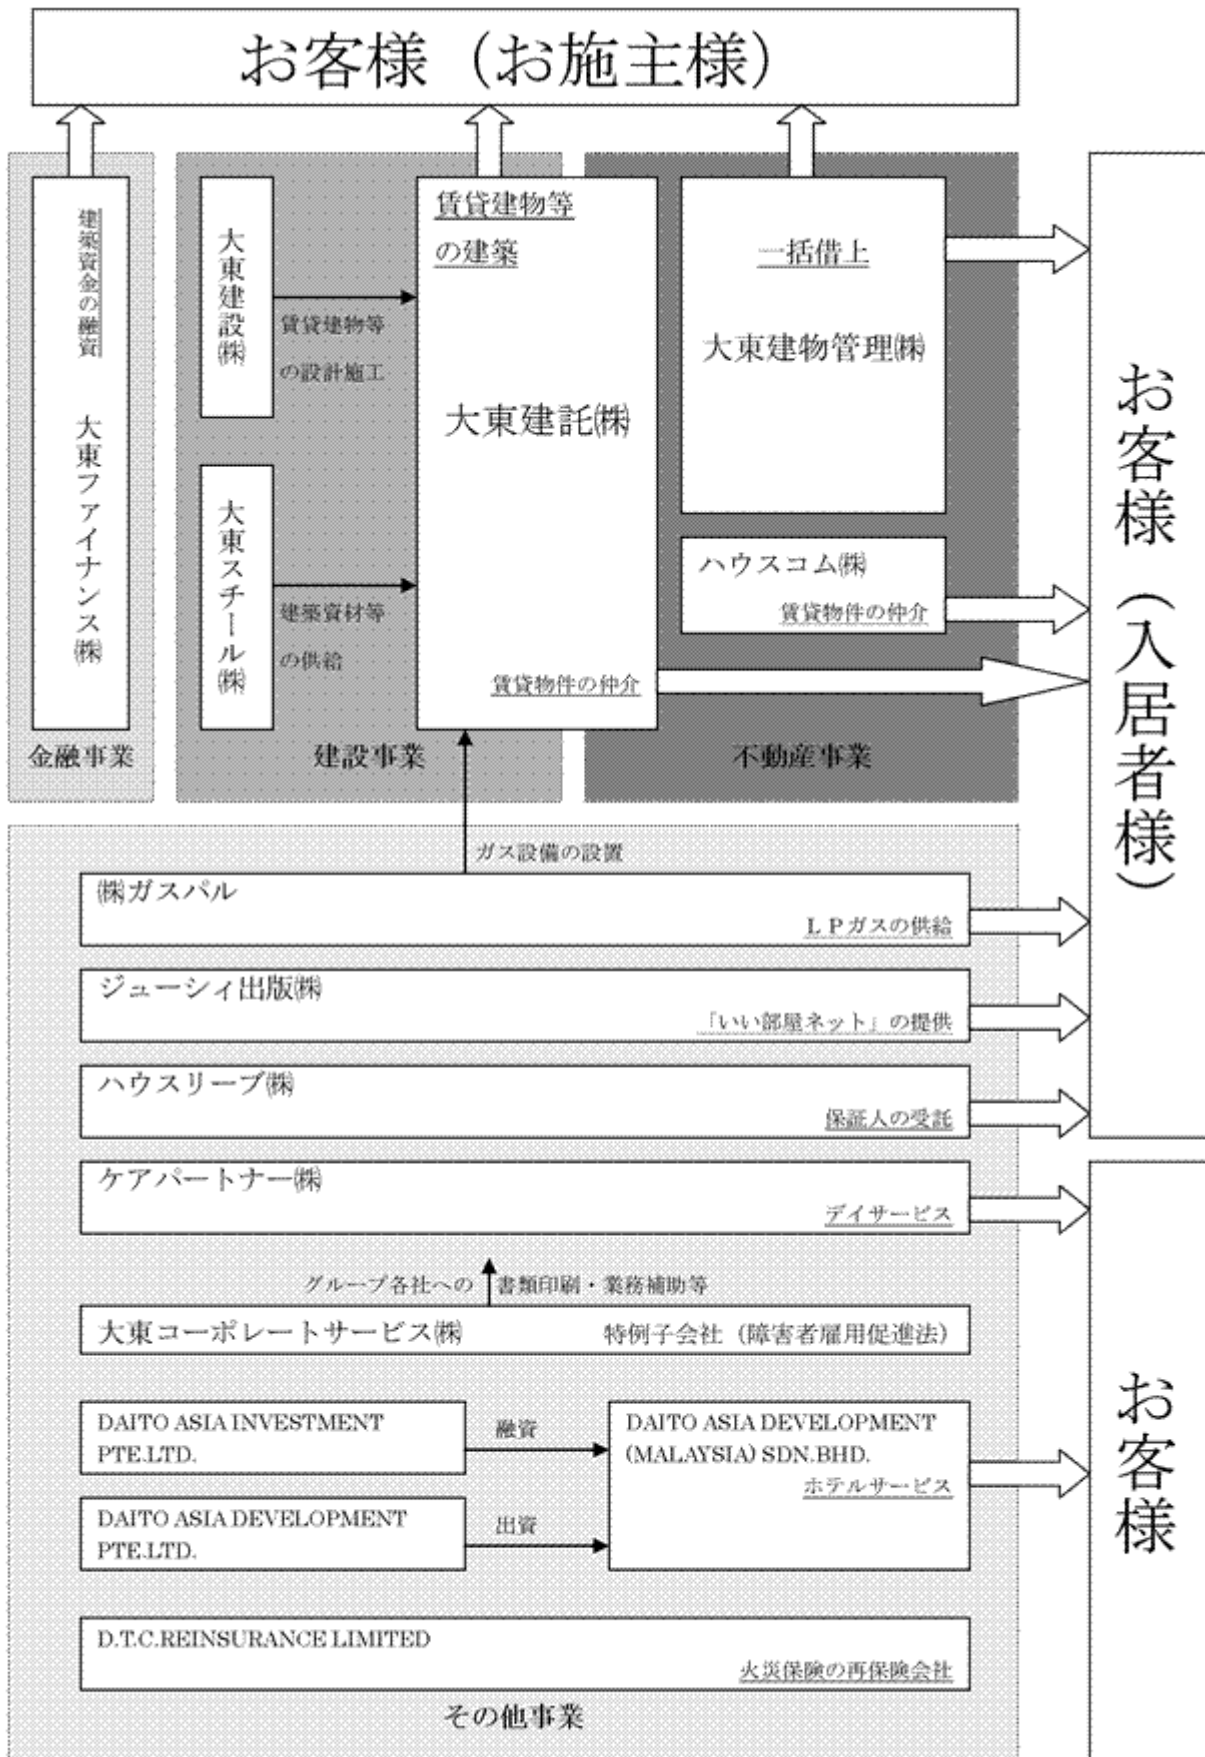 お客様（お施主様）
建築資金の融資
大東ファイナンス㈱
金融事業
大東建設㈱
賃貸建物等
の設計施工
大東スチール㈱
建築資材等
の供給
建設事業
賃貸建物等
の建築
大東建託㈱
賃貸物件の仲介
一括借上
大東建物管理㈱
ハウスコム㈱
賃貸物件の仲介
不動産事業
お客様（入居者様）
ガス設備の設置
㈱ガスパル
ＬＰガスの供給
ジューシィ出版㈱
「いい部屋ネット」の提供
ハウスリーブ㈱
保証人の受託
ケアパートナー㈱
デイサービス
グループ各社への 書類印刷・業務補助等
大東コーポレートサービス㈱ 特例子会社（障害者雇用促進法）
DAITO ASIA INVESTMENT
PTE.LTD.
融資
DAITO ASIA DEVELOPMENT
(MALAYSIA) SDN.BHD.
ホテルサービス
DAITO ASIA DEVELOPMENT
PTE.LTD.
出資
D.T.C.REINSURANCE LIMITED
火災保険の再保険会社
その他事業
お客様